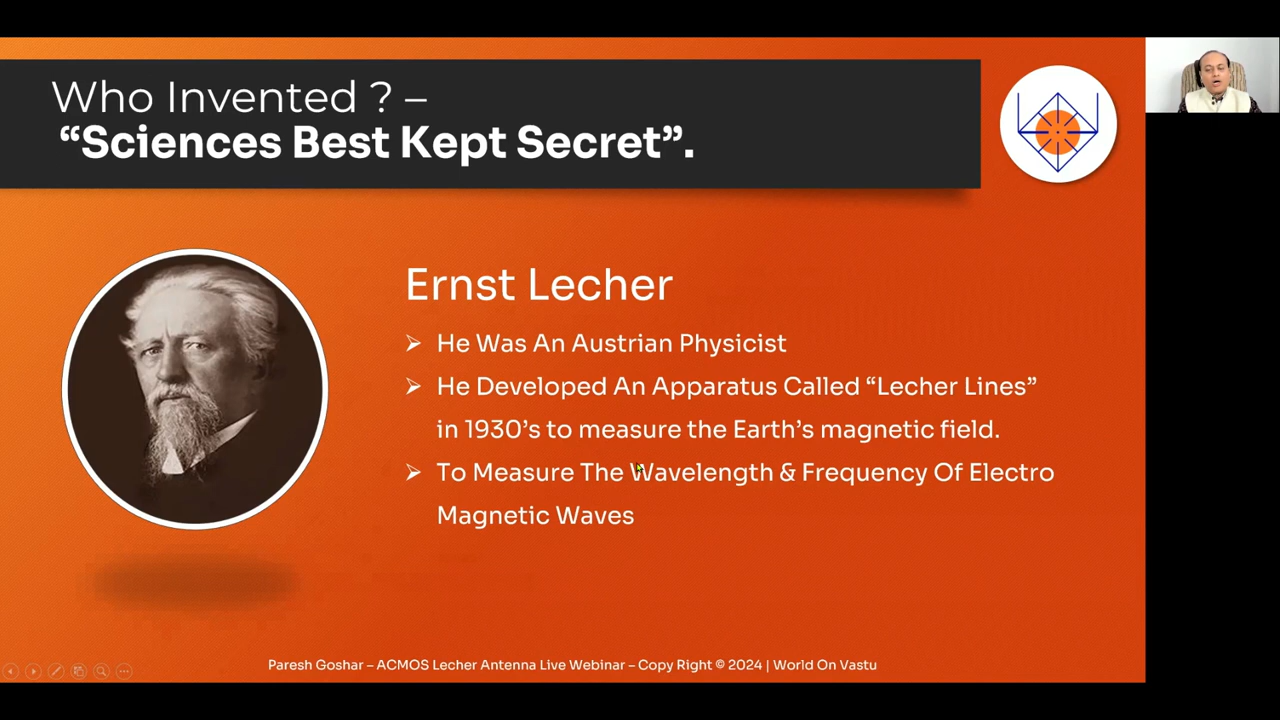 Who Invented ? –
“Sciences Best Kept Secret”.
Ernst Lecher
He Was An Austrian Physicist
He Developed An Apparatus Called “Lecher Lines”
in 1930’s to measure the Earth’s magnetic field.
To Measure The Wavelength & Frequency Of Electro
Magnetic Waves
Paresh Goshar – ACMOS Lecher Antenna Live Webinar – Copy Right © 2024 | World On Vastu